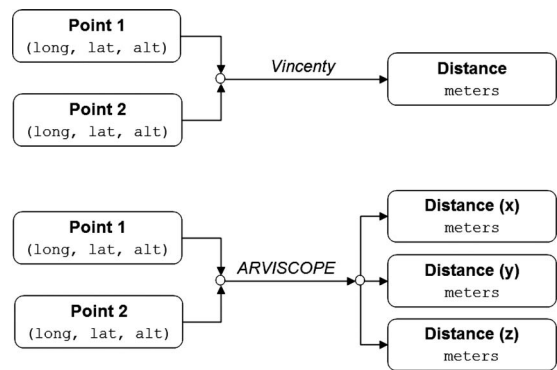 Point 1
(long, lat, alt)
Vincenty
Distance
meters
Point 2
(long, lat, alt)
Point 1
(long, lat, alt)
Point 2
(long, lat, alt)
ARVISCOPE
Distance (x)
meters
Distance (y)
meters
Distance (z)
meters